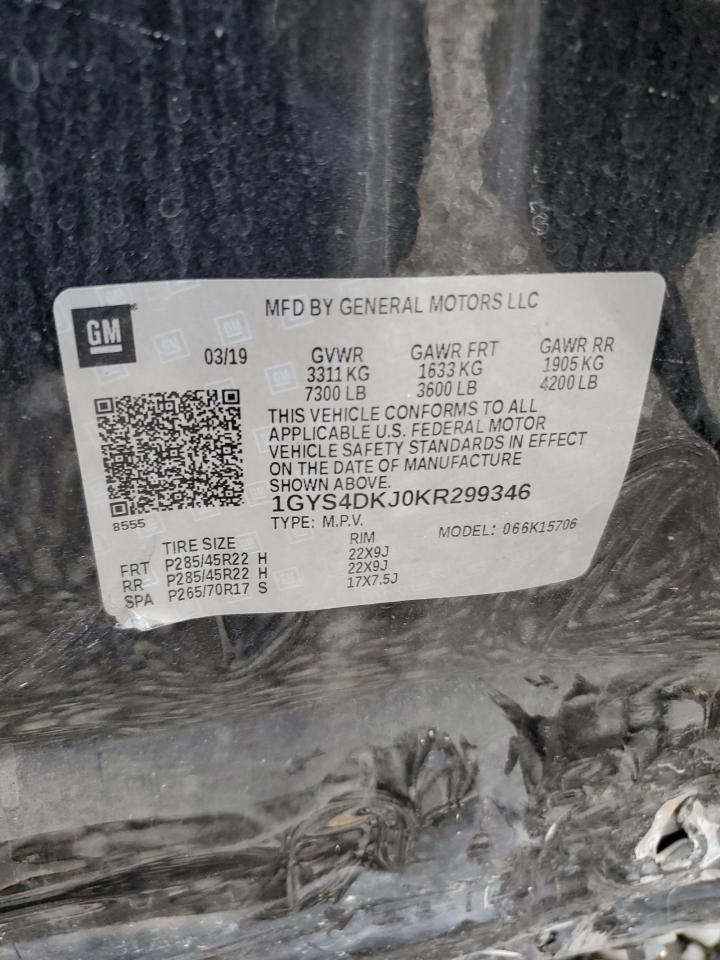 GM
MFD BY GENERAL MOTORS LLC
03/19 GVWR GAWR FRT GAWR RR
3311 KG 1633 KG 1905 KG
7300 LB 3600 LB 4200 LB
THIS VEHICLE CONFORMS TO ALL
APPLICABLE U.S. FEDERAL MOTOR
VEHICLE SAFETY STANDARDS IN EFFECT
ON THE DATE OF MANUFACTURE
SHOWN ABOVE.
1GYS4DKJ0KR299346
8555
TYPE: M.P.V. MODEL: 066K15706
TIRE SIZE RIM
FRT P285/45R22 H 22X9J
RR P285/45R22 H 22X9J
SPA P265/70R17 S 17X7.5J